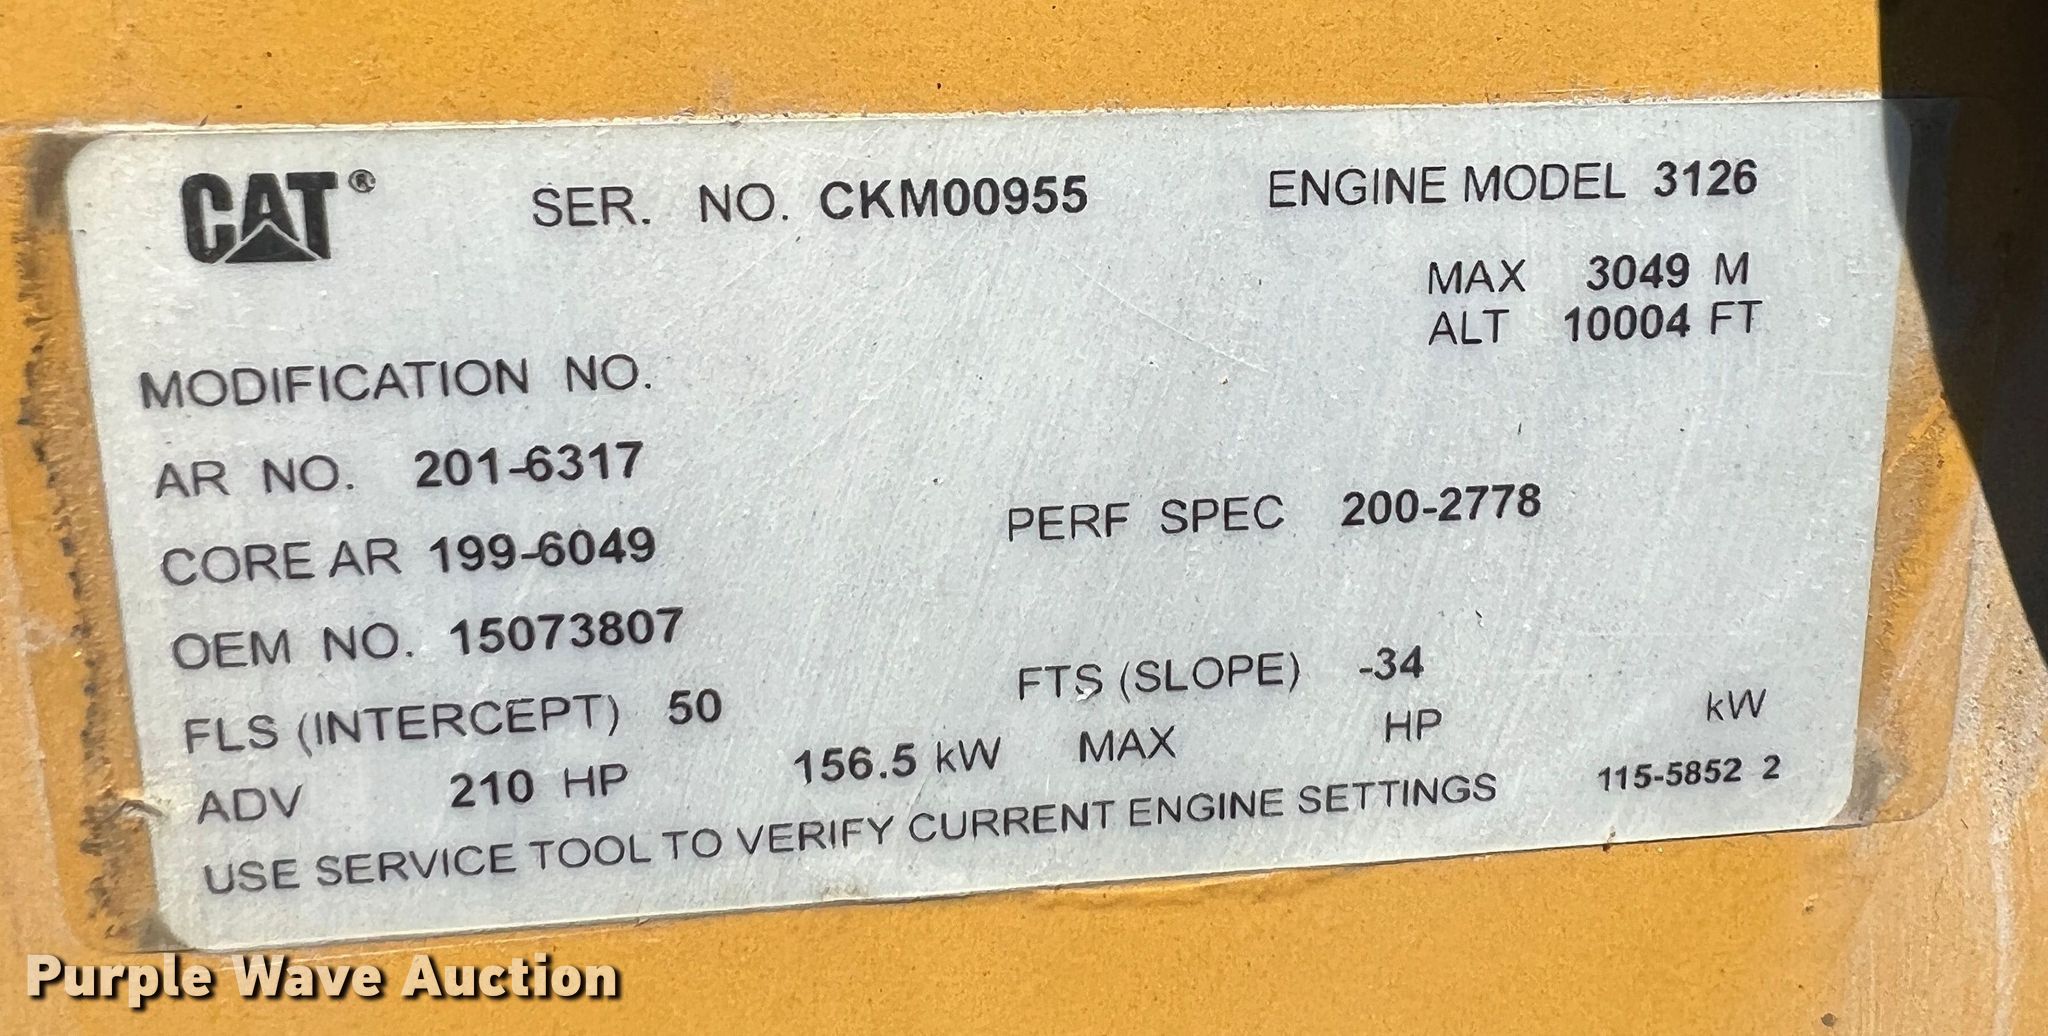 CAT® SER. NO. CKM00955 ENGINE MODEL 3126
MAX 3049 M
ALT 10004 FT
MODIFICATION NO.
AR NO. 201-6317
CORE AR 199-6049 PERF SPEC 200-2778
OEM NO. 15073807
FLS (INTERCEPT) 50 FTS (SLOPE) -34
ADV 210 HP 156.5 kW MAX HP kW
USE SERVICE TOOL TO VERIFY CURRENT ENGINE SETTINGS 115-5852 2
Purple Wave Auction